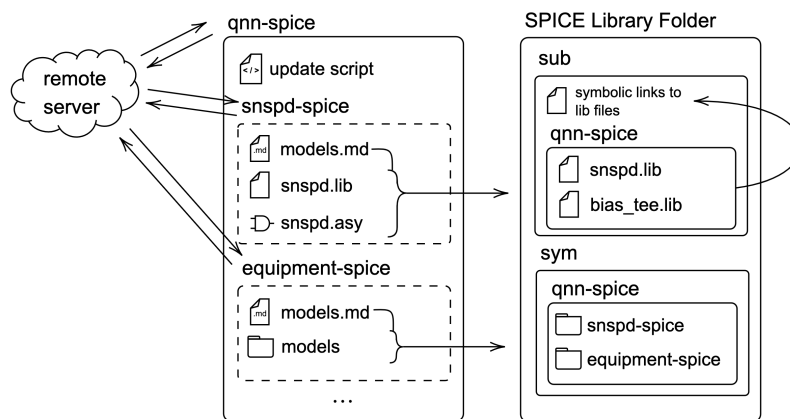 qnn-spice
SPICE Library Folder
remote
server
</>
update script
snspd-spice
.md
models.md
snspd.lib
snspd.asy
equipment-spice
.md
models.md
models
...
sub
symbolic links to
lib files
qnn-spice
snspd.lib
bias_tee.lib
sym
qnn-spice
snspd-spice
equipment-spice